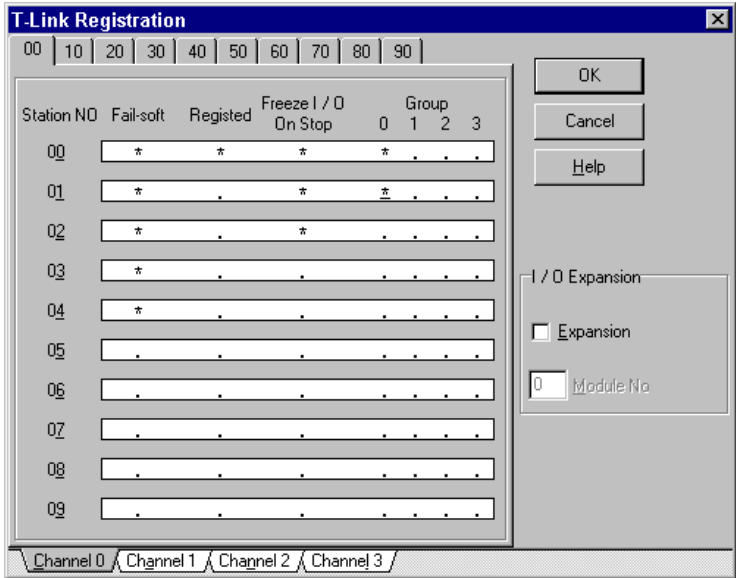 T-Link Registration
00 10 20 30 40 50 60 70 80 90
Station NO Fail-soft Registed Freeze I / O On Stop Group 0 1 2 3
00 * * * * . . .
01 * . * * . . .
02 * . * . . . .
03 * . . . . . .
04 * . . . . . .
05 . . . . . . .
06 . . . . . . .
07 . . . . . . .
08 . . . . . . .
09 . . . . . . .
OK
Cancel
Help
I / O Expansion
Expansion
0 Module No
Channel 0 Channel 1 Channel 2 Channel 3